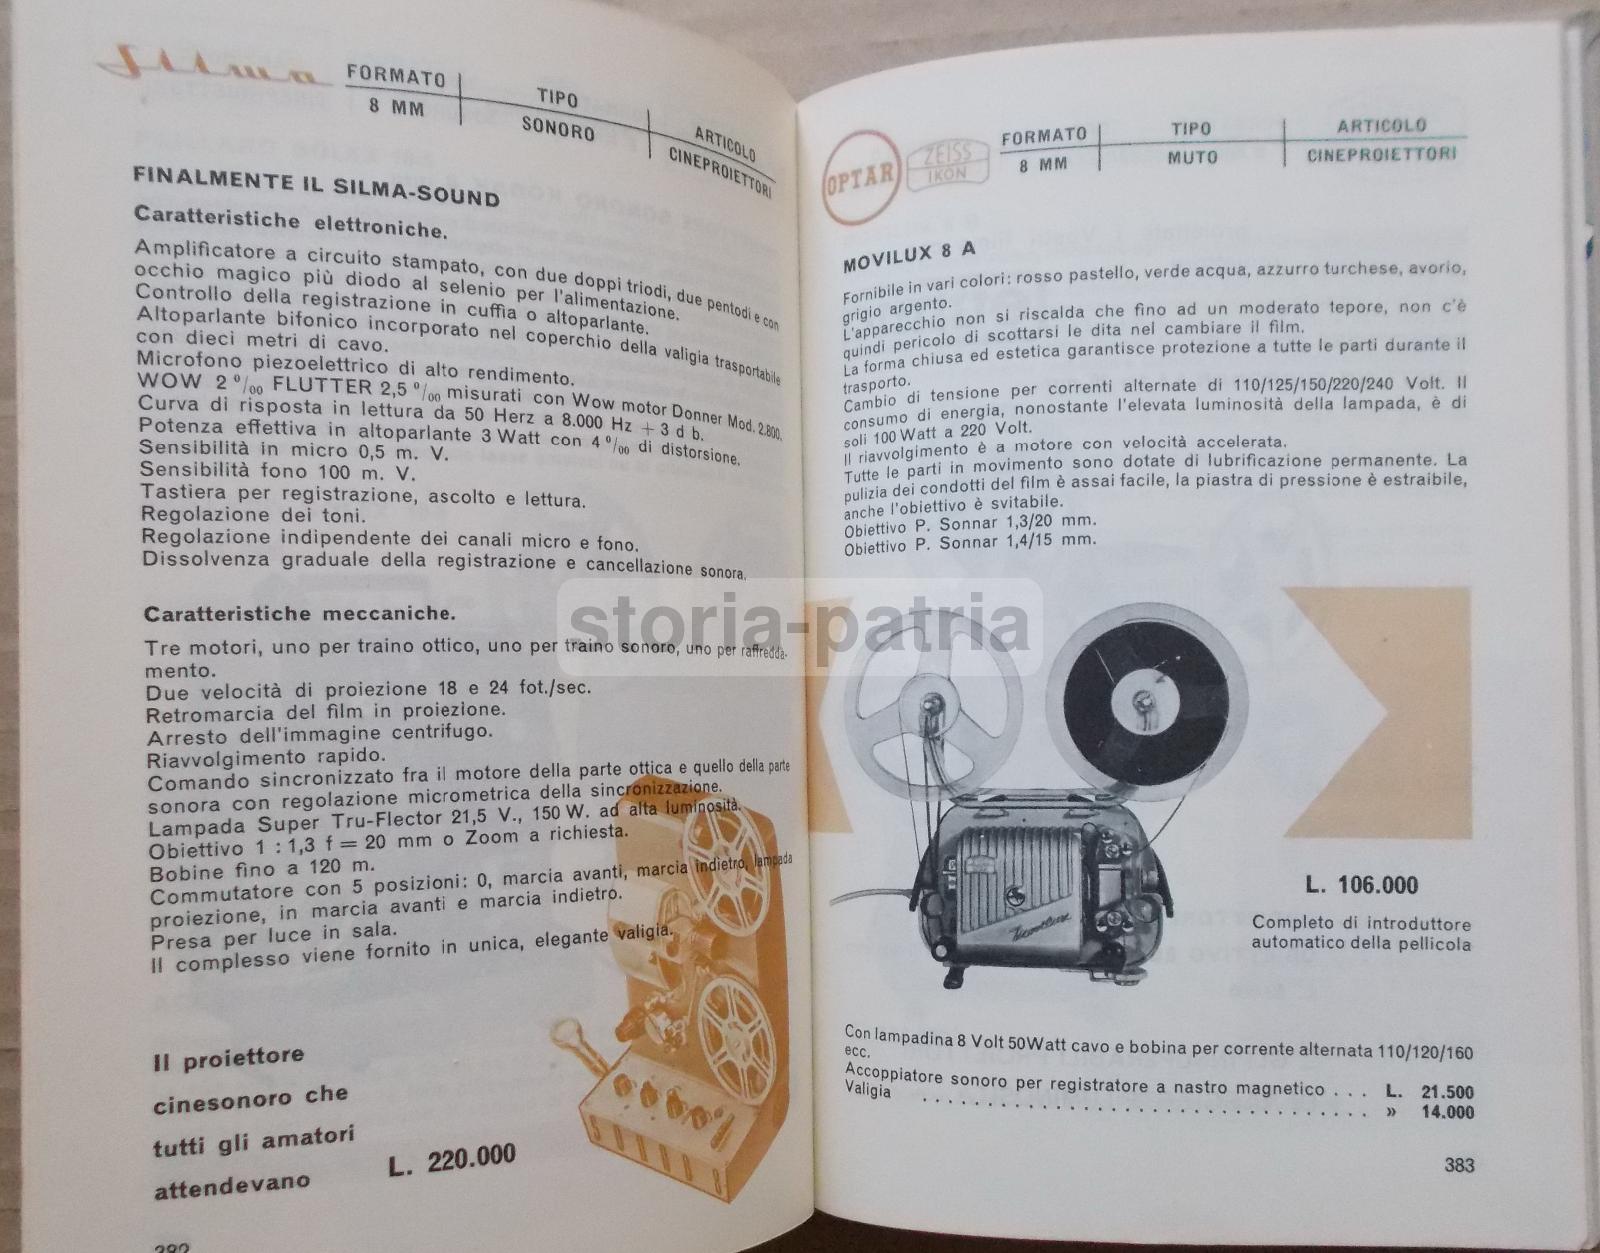 Silma
FORMATO
8 MM
TIPO
SONORO
ARTICOLO
CINEPROIETTORI
FINALMENTE IL SILMA-SOUND
Caratteristiche elettroniche.
Amplificatore a circuito stampato, con due doppi triodi, due pentodi e con
occhio magico più diodo al selenio per l'alimentazione.
Controllo della registrazione in cuffia o altoparlante.
Altoparlante bifonico incorporato nel coperchio della valigia trasportabile
con dieci metri di cavo.
Microfono piezoelettrico di alto rendimento.
WOW 2 ⁰/₀₀ FLUTTER 2,5 ⁰/₀₀ misurati con Wow motor Donner Mod. 2.800.
Curva di risposta in lettura da 50 Herz a 8.000 Hz + 3 d b.
Potenza effettiva in altoparlante 3 Watt con 4 ⁰/₀₀ di distorsione.
Sensibilità in micro 0,5 m. V.
Sensibilità fono 100 m. V.
Tastiera per registrazione, ascolto e lettura.
Regolazione dei toni.
Regolazione indipendente dei canali micro e fono.
Dissolvenza graduale della registrazione e cancellazione sonora.
Caratteristiche meccaniche.
Tre motori, uno per traino ottico, uno per traino sonoro, uno per raffredda-
mento.
Due velocità di proiezione 18 e 24 fot./sec.
Retromarcia del film in proiezione.
Arresto dell'immagine centrifugo.
Riavvolgimento rapido.
Comando sincronizzato fra il motore della parte ottica e quello della parte
sonora con regolazione micrometrica della sincronizzazione.
Lampada Super Tru-Flector 21,5 V., 150 W. ad alta luminosità.
Obiettivo 1 : 1,3 f = 20 mm o Zoom a richiesta.
Bobine fino a 120 m.
Commutatore con 5 posizioni: 0, marcia avanti, marcia indietro, lampada
proiezione, in marcia avanti e marcia indietro.
Presa per luce in sala.
Il complesso viene fornito in unica, elegante valigia.
Il proiettore
cinesonoro che
tutti gli amatori
attendevano
L. 220.000
382
OPTAR
ZEISS
IKON
FORMATO
8 MM
TIPO
MUTO
ARTICOLO
CINEPROIETTORI
MOVILUX 8 A
Fornibile in vari colori: rosso pastello, verde acqua, azzurro turchese, avorio,
grigio argento.
L'apparecchio non si riscalda che fino ad un moderato tepore, non c'è
quindi pericolo di scottarsi le dita nel cambiare il film.
La forma chiusa ed estetica garantisce protezione a tutte le parti durante il
trasporto.
Cambio di tensione per correnti alternate di 110/125/150/220/240 Volt. Il
consumo di energia, nonostante l'elevata luminosità della lampada, è di
soli 100 Watt a 220 Volt.
Il riavvolgimento è a motore con velocità accelerata.
Tutte le parti in movimento sono dotate di lubrificazione permanente. La
pulizia dei condotti del film è assai facile, la piastra di pressione è estraibile,
anche l'obiettivo è svitabile.
Obiettivo P. Sonnar 1,3/20 mm.
Obiettivo P. Sonnar 1,4/15 mm.
storia-patria
L. 106.000
Completo di introduttore
automatico della pellicola
Con lampadina 8 Volt 50Watt cavo e bobina per corrente alternata 110/120/160
ecc.
Accoppiatore sonoro per registratore a nastro magnetico . . . L. 21.500
Valigia . . . . . . . . . . . . . . . . . . . . . . . . . . . . . . . . . . » 14.000
383